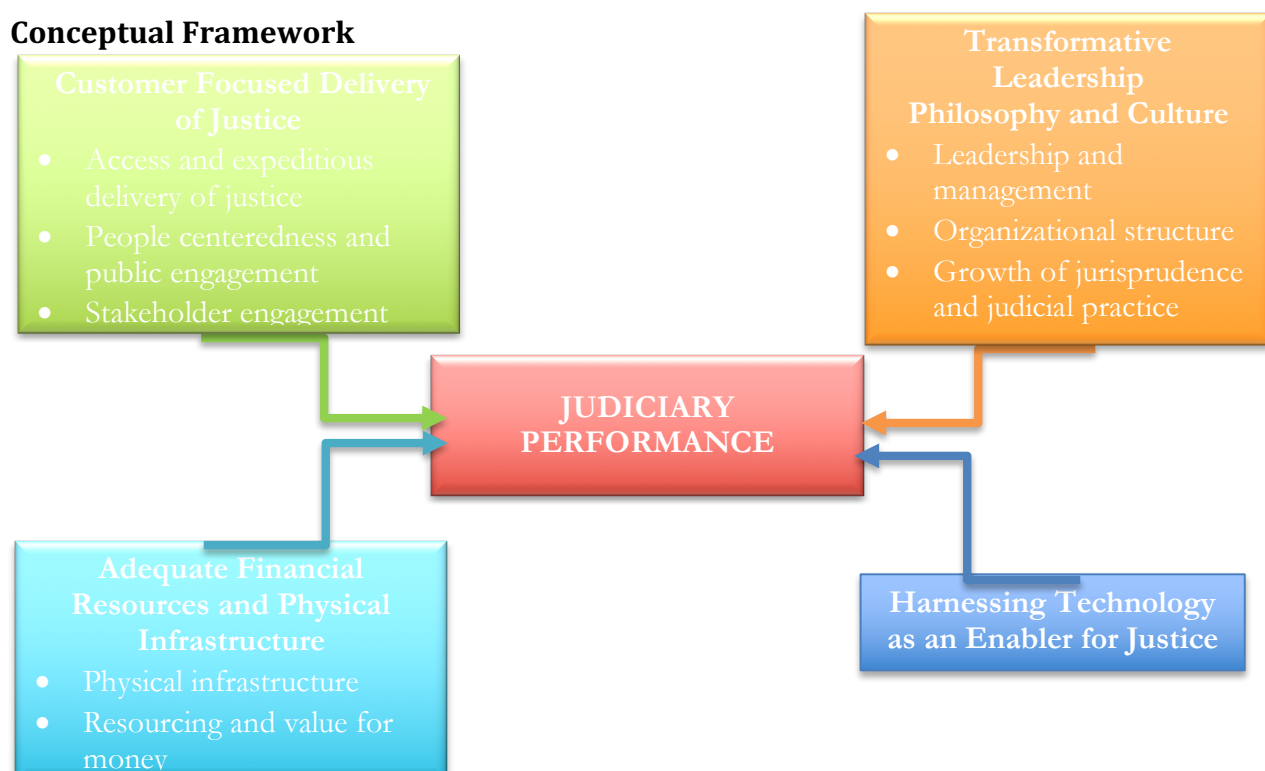 Conceptual Framework
Customer Focused Delivery
of Justice
• Access and expeditious
delivery of justice
• People centeredness and
public engagement
• Stakeholder engagement
Transformative
Leadership
Philosophy and Culture
• Leadership and
management
• Organizational structure
• Growth of jurisprudence
and judicial practice
JUDICIARY
PERFORMANCE
Adequate Financial
Resources and Physical
Infrastructure
• Physical infrastructure
• Resourcing and value for
money
Harnessing Technology
as an Enabler for Justice